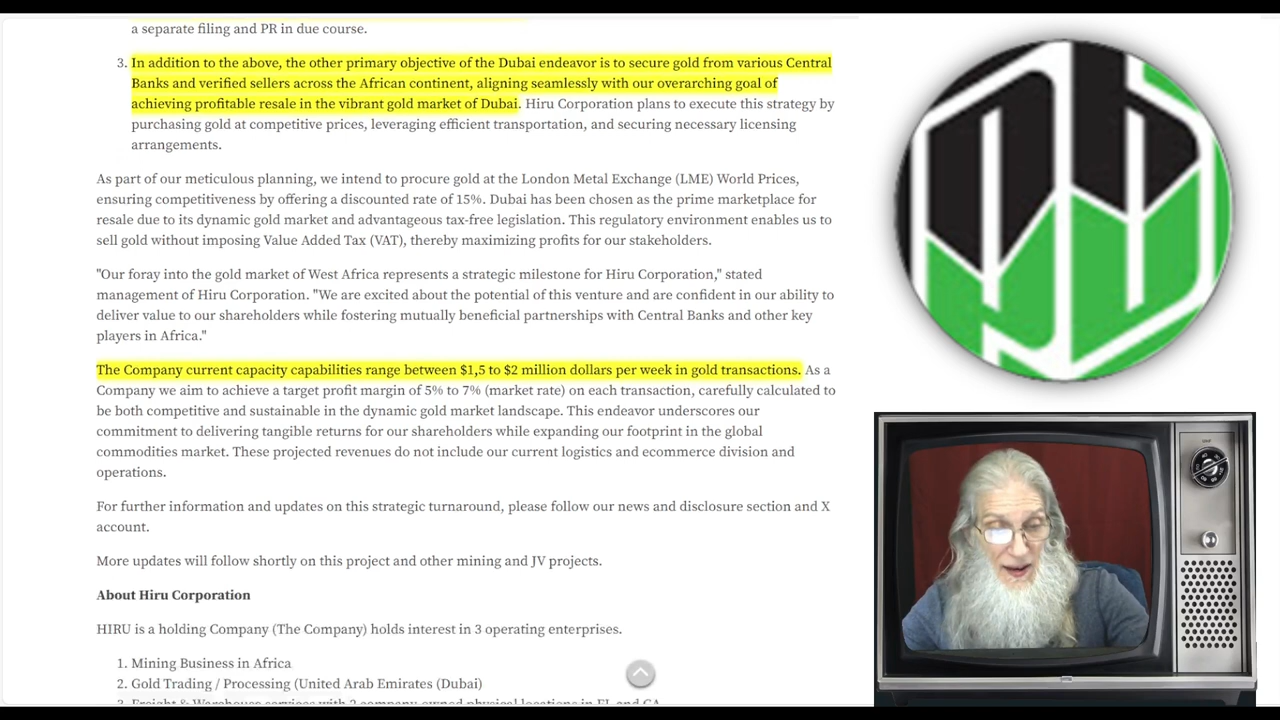 a separate filing and PR in due course.
3. In addition to the above, the other primary objective of the Dubai endeavor is to secure gold from various Central
Banks and verified sellers across the African continent, aligning seamlessly with our overarching goal of
achieving profitable resale in the vibrant gold market of Dubai. Hiru Corporation plans to execute this strategy by
purchasing gold at competitive prices, leveraging efficient transportation, and securing necessary licensing
arrangements.
As part of our meticulous planning, we intend to procure gold at the London Metal Exchange (LME) World Prices,
ensuring competitiveness by offering a discounted rate of 15%. Dubai has been chosen as the prime marketplace for
resale due to its dynamic gold market and advantageous tax-free legislation. This regulatory environment enables us to
sell gold without imposing Value Added Tax (VAT), thereby maximizing profits for our stakeholders.
"Our foray into the gold market of West Africa represents a strategic milestone for Hiru Corporation," stated
management of Hiru Corporation. "We are excited about the potential of this venture and are confident in our ability to
deliver value to our shareholders while fostering mutually beneficial partnerships with Central Banks and other key
players in Africa."
The Company current capacity capabilities range between $1,5 to $2 million dollars per week in gold transactions. As a
Company we aim to achieve a target profit margin of 5% to 7% (market rate) on each transaction, carefully calculated to
be both competitive and sustainable in the dynamic gold market landscape. This endeavor underscores our
commitment to delivering tangible returns for our shareholders while expanding our footprint in the global
commodities market. These projected revenues do not include our current logistics and ecommerce division and
operations.
For further information and updates on this strategic turnaround, please follow our news and disclosure section and X
account.
More updates will follow shortly on this project and other mining and JV projects.
About Hiru Corporation
HIRU is a holding Company (The Company) holds interest in 3 operating enterprises.
1. Mining Business in Africa
2. Gold Trading / Processing (United Arab Emirates (Dubai)
3. Freight & Warehouse services with 2 company-owned physical locations in FL and GA